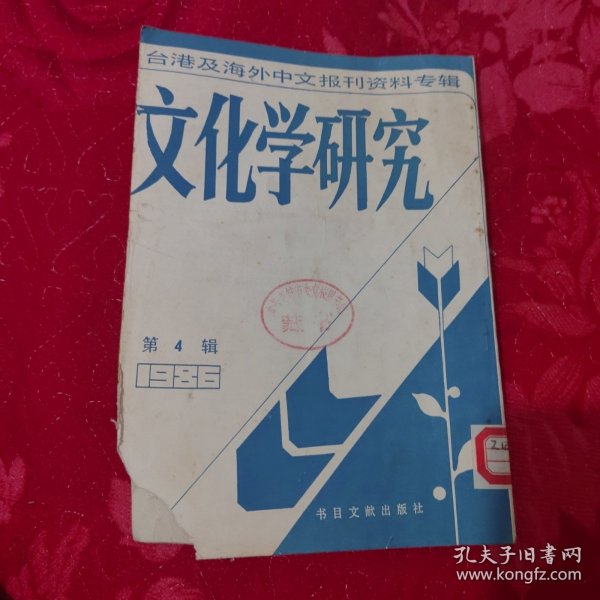 台港及海外中文报刊资料专辑
文化学研究
第 4 辑
1986
书目文献出版社
孔夫子旧书网
www.kongfz.com